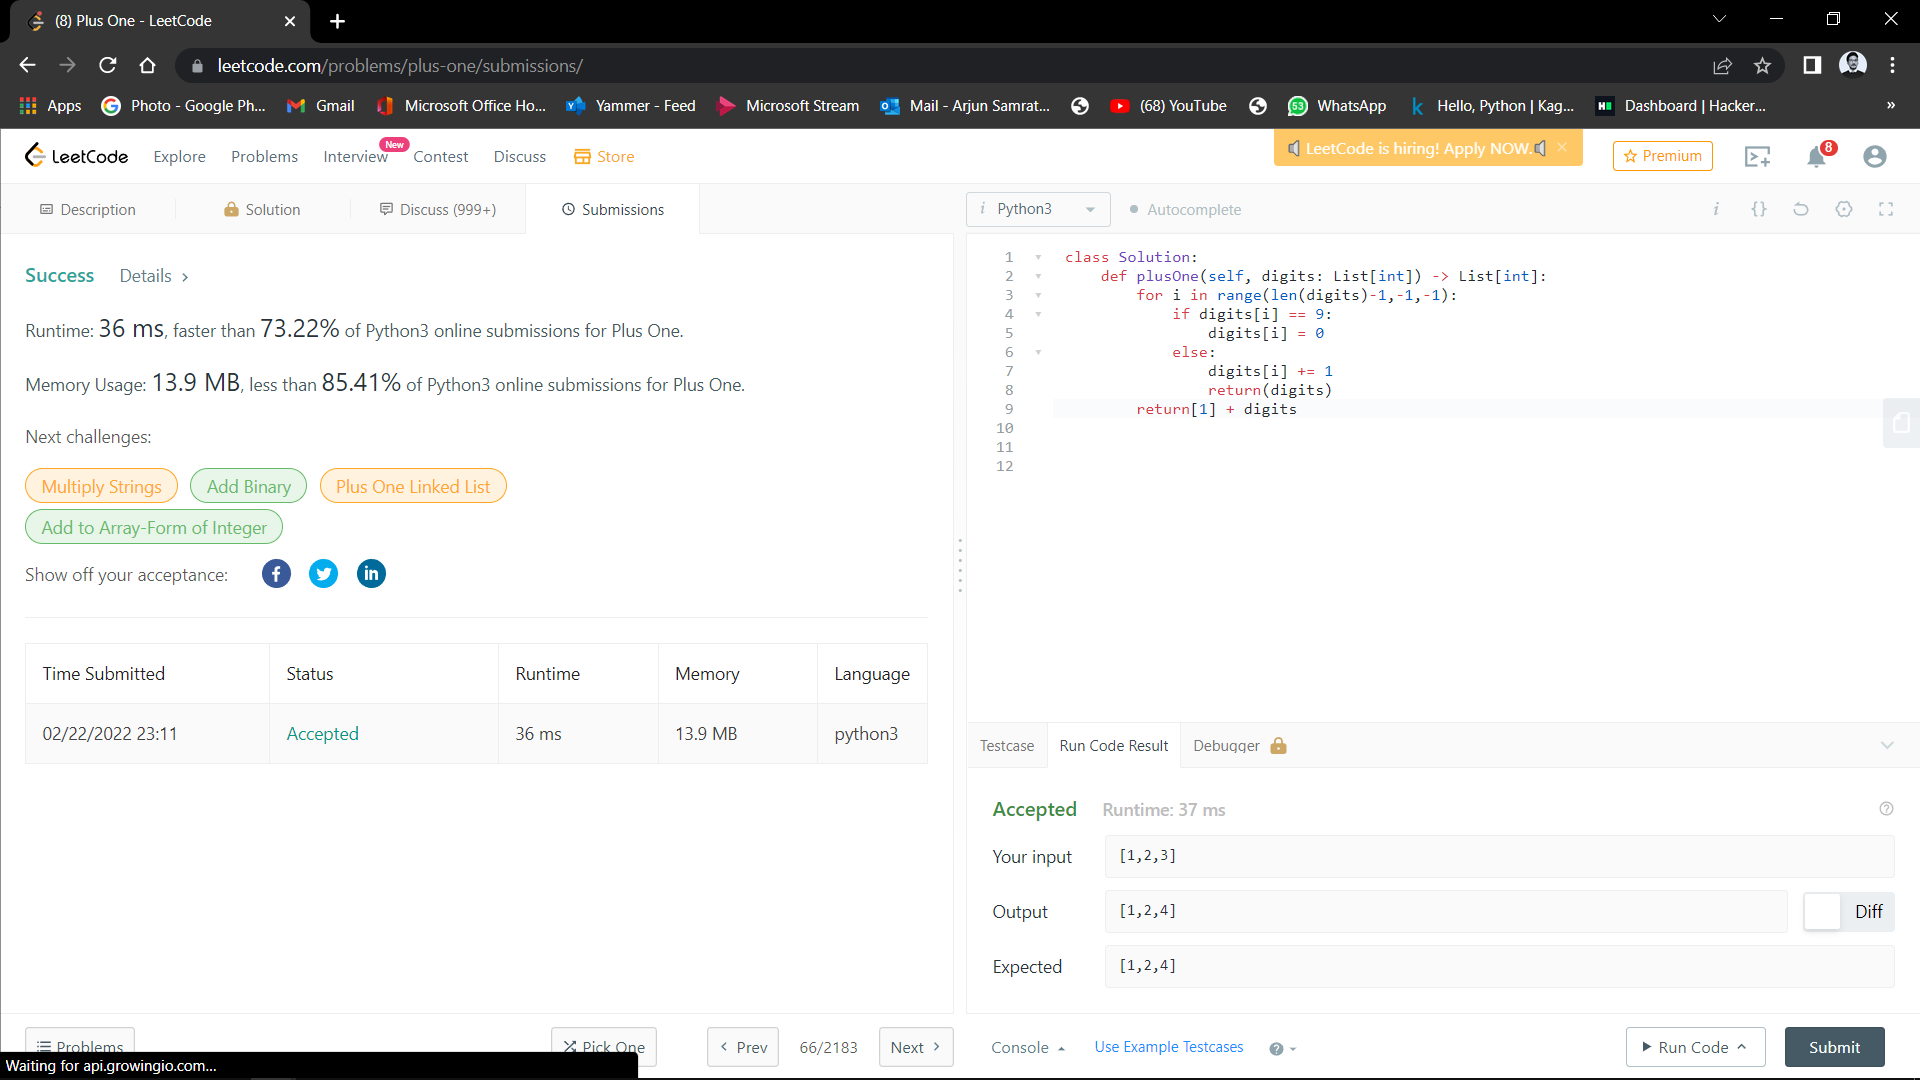 (8) Plus One - LeetCode
leetcode.com/problems/plus-one/submissions/
Apps Photo - Google Ph... Gmail Microsoft Office Ho... Yammer - Feed Microsoft Stream Mail - Arjun Samrat... (68) YouTube 53 WhatsApp Hello, Python | Kag... Dashboard | Hacker... »
LeetCode Explore Problems Interview New Contest Discuss Store LeetCode is hiring! Apply NOW. Premium 8
Description Solution Discuss (999+) Submissions
Python3 Autocomplete
Success Details >
Runtime: 36 ms, faster than 73.22% of Python3 online submissions for Plus One.
Memory Usage: 13.9 MB, less than 85.41% of Python3 online submissions for Plus One.
Next challenges:
Multiply Strings Add Binary Plus One Linked List
Add to Array-Form of Integer
Show off your acceptance:
Time Submitted Status Runtime Memory Language
02/22/2022 23:11 Accepted 36 ms 13.9 MB python3
1 class Solution:
2 def plusOne(self, digits: List[int]) -> List[int]:
3 for i in range(len(digits)-1,-1,-1):
4 if digits[i] == 9:
5 digits[i] = 0
6 else:
7 digits[i] += 1
8 return(digits)
9 return[1] + digits
10
11
12
Testcase Run Code Result Debugger
Accepted Runtime: 37 ms
Your input [1,2,3]
Output [1,2,4] Diff
Expected [1,2,4]
Problems Pick One < Prev 66/2183 Next > Console Use Example Testcases Run Code Submit
Waiting for api.growingio.com...